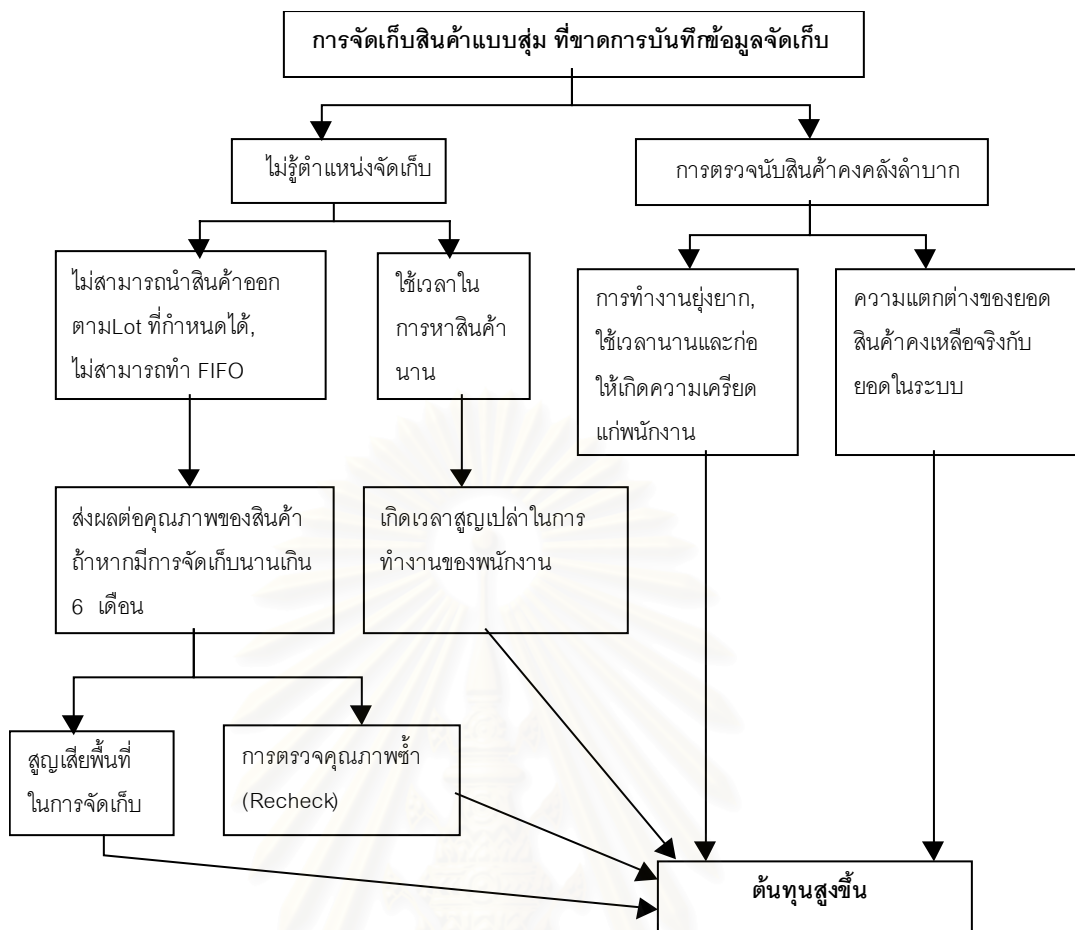 การจัดเก็บสินค้าแบบสุ่ม ที่ขาดการบันทึกข้อมูลจัดเก็บ
ไม่รู้ตำแหน่งจัดเก็บ
การตรวจนับสินค้าคงคลังลำบาก
ไม่สามารถนำสินค้าออก
ตามLot ที่กำหนดได้,
ไม่สามารถทำ FIFO
ใช้เวลาใน
การหาสินค้า
นาน
การทำงานยุ่งยาก,
ใช้เวลานานและก่อ
ให้เกิดความเครียด
แก่พนักงาน
ความแตกต่างของยอด
สินค้าคงเหลือจริงกับ
ยอดในระบบ
ส่งผลต่อคุณภาพของสินค้า
ถ้าหากมีการจัดเก็บนานเกิน
6 เดือน
เกิดเวลาสูญเปล่าในการ
ทำงานของพนักงาน
สูญเสียพื้นที่
ในการจัดเก็บ
การตรวจคุณภาพซ้ำ
(Recheck)
ต้นทุนสูงขึ้น